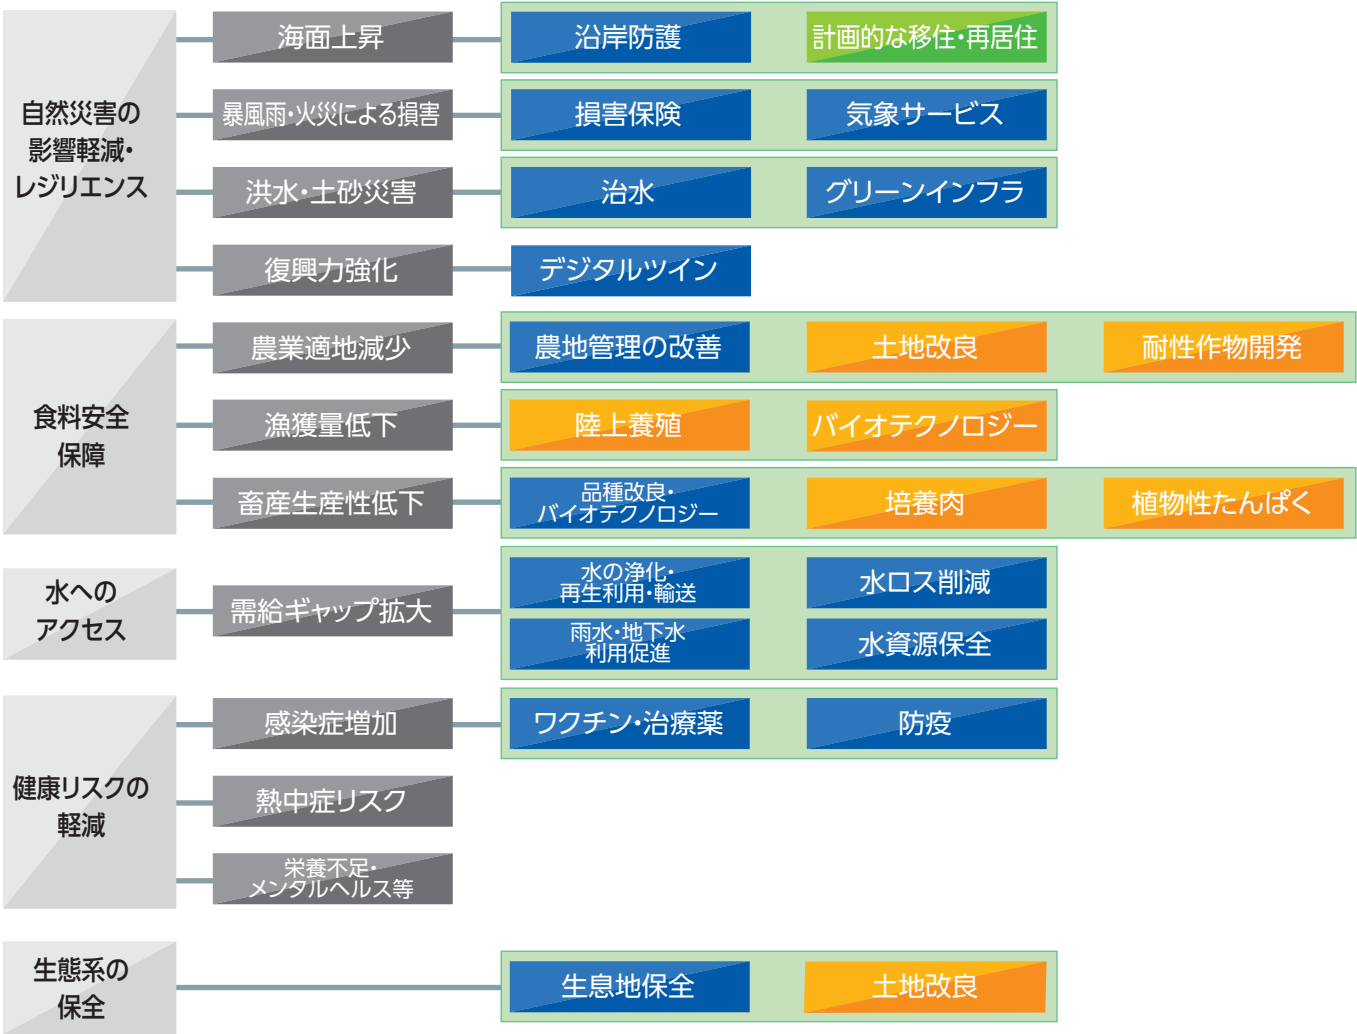 自然災害の
影響軽減・
レジリエンス
海面上昇
沿岸防護
計画的な移住・再居住
暴風雨・火災による損害
損害保険
気象サービス
洪水・土砂災害
治水
グリーンインフラ
復興力強化
デジタルツイン
食料安全
保障
農業適地減少
農地管理の改善
土地改良
耐性作物開発
漁獲量低下
陸上養殖
バイオテクノロジー
畜産生産性低下
品種改良・
バイオテクノロジー
培養肉
植物性たんぱく
水への
アクセス
需給ギャップ拡大
水の浄化・
再生利用・輸送
水ロス削減
雨水・地下水
利用促進
水資源保全
健康リスクの
軽減
感染症増加
ワクチン・治療薬
防疫
熱中症リスク
栄養不足・
メンタルヘルス等
生態系の
保全
生息地保全
土地改良